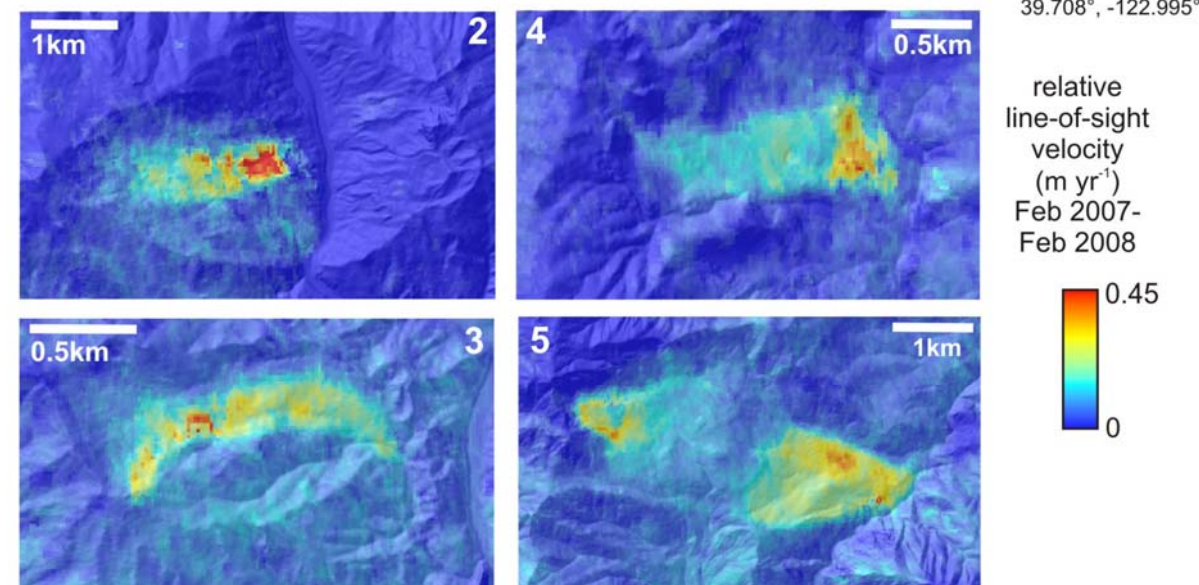 39.708°, -122.995°
1km
2
4
0.5km
relative
line-of-sight
velocity
(m yr⁻¹)
Feb 2007-
Feb 2008
0.45
0
0.5km
3
5
1km